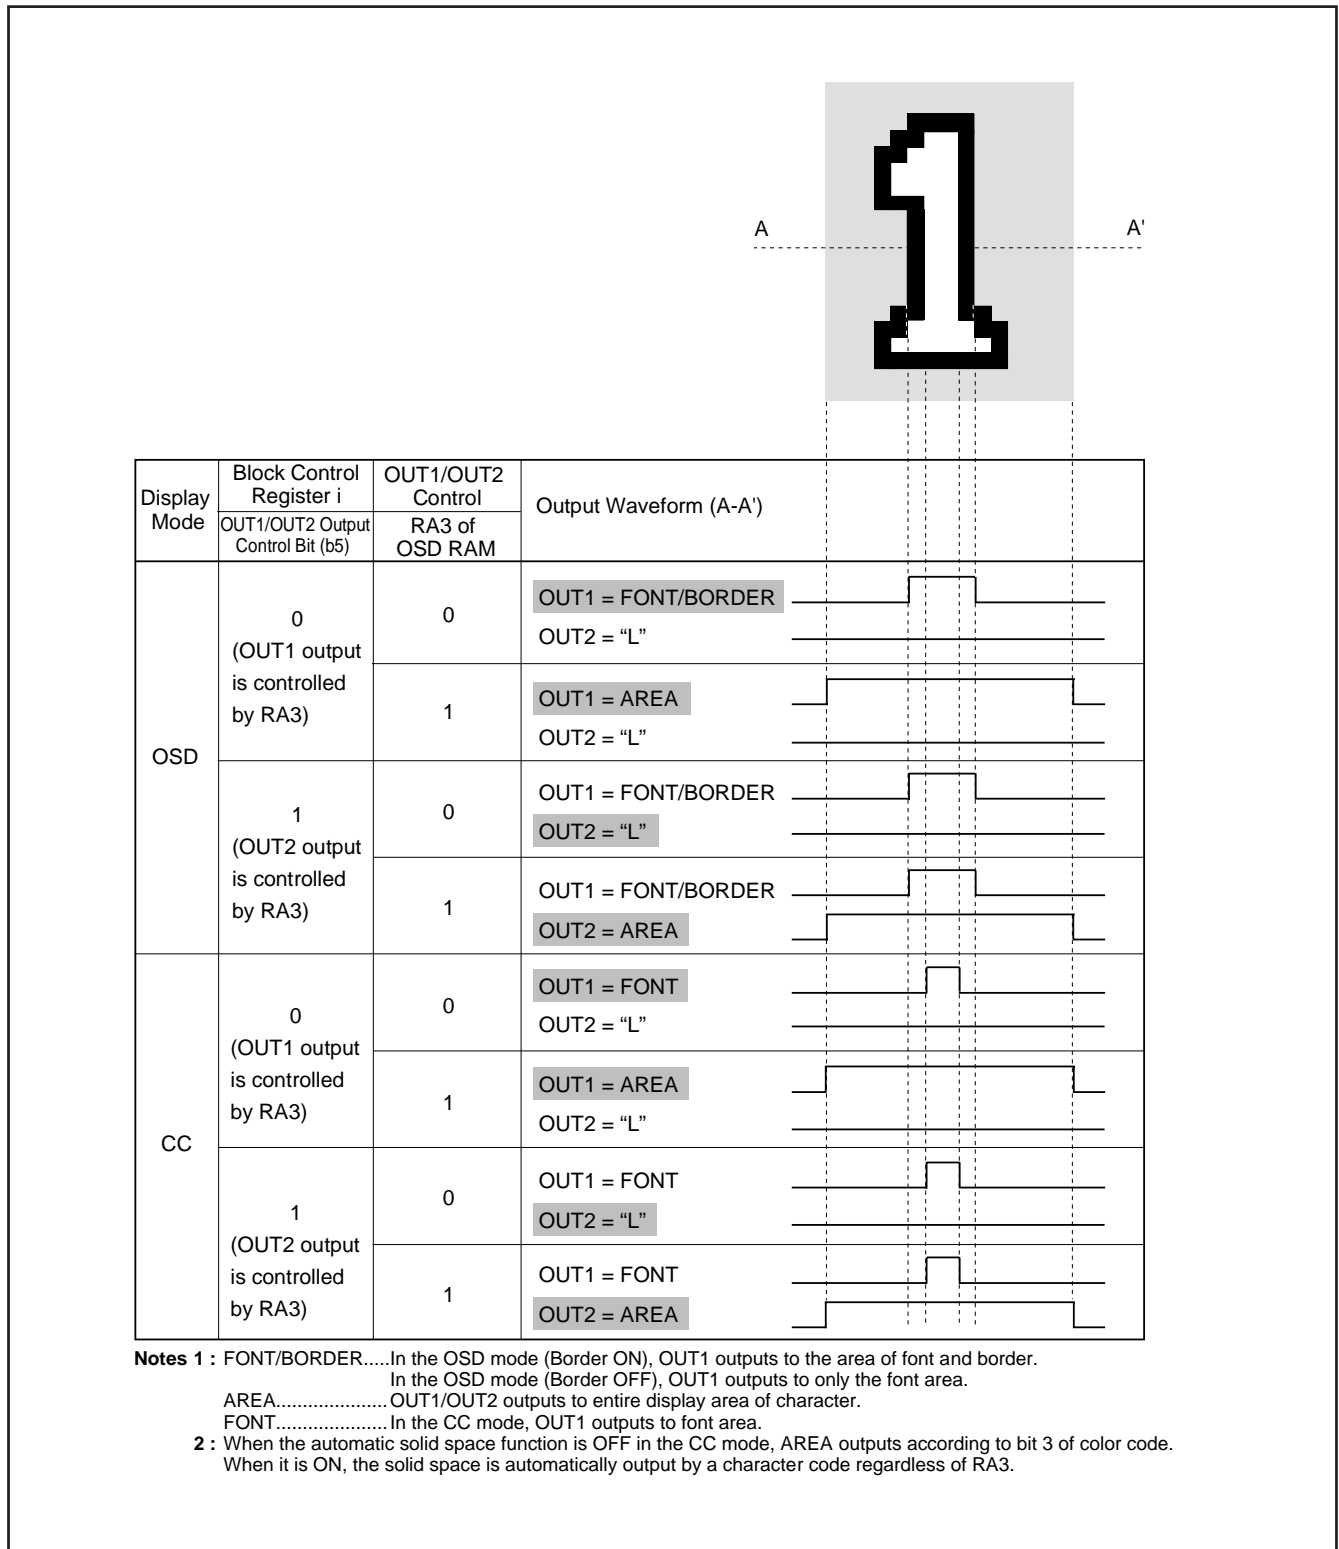 A A'
Display Mode
Block Control Register i
OUT1/OUT2 Output Control Bit (b5)
OUT1/OUT2 Control
RA3 of OSD RAM
Output Waveform (A-A')
OSD
0
(OUT1 output
is controlled
by RA3)
0
OUT1 = FONT/BORDER
OUT2 = “L”
1
OUT1 = AREA
OUT2 = “L”
1
(OUT2 output
is controlled
by RA3)
0
OUT1 = FONT/BORDER
OUT2 = “L”
1
OUT1 = FONT/BORDER
OUT2 = AREA
CC
0
(OUT1 output
is controlled
by RA3)
0
OUT1 = FONT
OUT2 = “L”
1
OUT1 = AREA
OUT2 = “L”
1
(OUT2 output
is controlled
by RA3)
0
OUT1 = FONT
OUT2 = “L”
1
OUT1 = FONT
OUT2 = AREA
Notes 1 : FONT/BORDER.....In the OSD mode (Border ON), OUT1 outputs to the area of font and border.
In the OSD mode (Border OFF), OUT1 outputs to only the font area.
AREA.....................OUT1/OUT2 outputs to entire display area of character.
FONT.....................In the CC mode, OUT1 outputs to font area.
2 : When the automatic solid space function is OFF in the CC mode, AREA outputs according to bit 3 of color code.
When it is ON, the solid space is automatically output by a character code regardless of RA3.